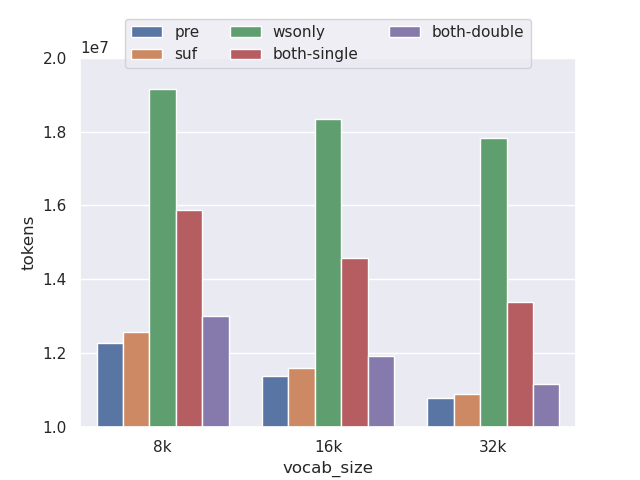 pre
wsonly
both-double
suf
both-single
1e7
2.0
1.8
1.6
1.4
1.2
1.0
tokens
8k
16k
32k
vocab_size